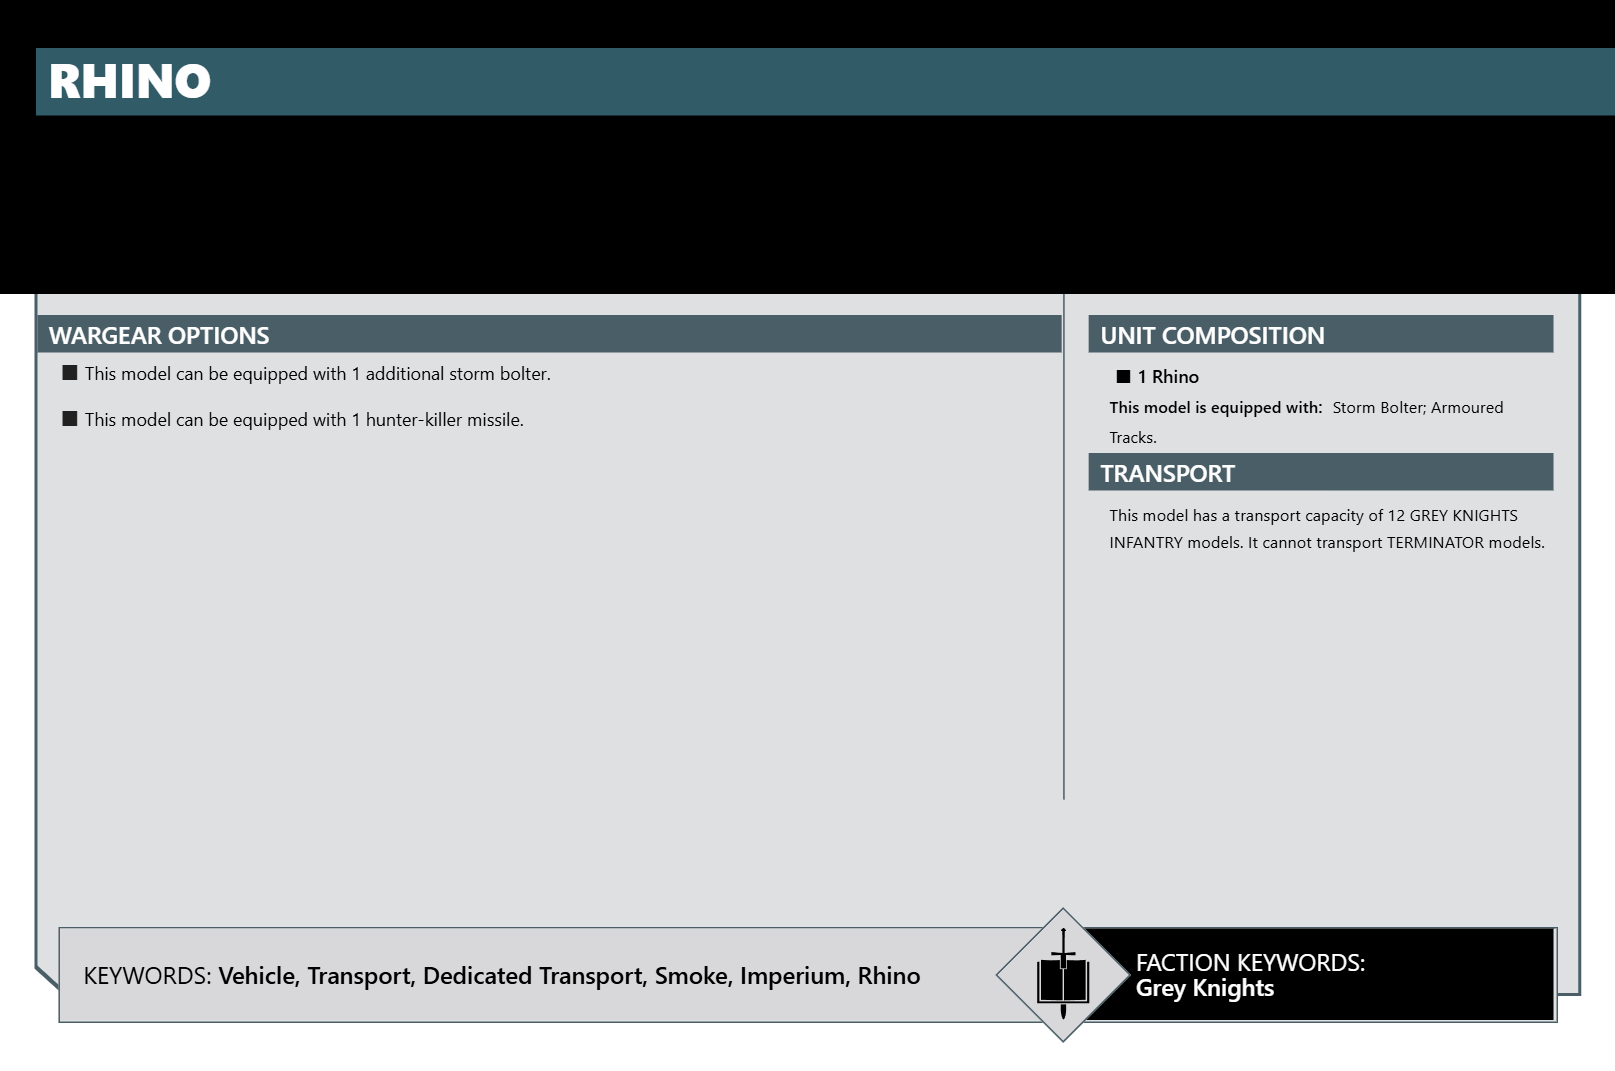 RHINO
WARGEAR OPTIONS
■ This model can be equipped with 1 additional storm bolter.
■ This model can be equipped with 1 hunter-killer missile.
UNIT COMPOSITION
■ 1 Rhino
This model is equipped with: Storm Bolter; Armoured
Tracks.
TRANSPORT
This model has a transport capacity of 12 GREY KNIGHTS
INFANTRY models. It cannot transport TERMINATOR models.
KEYWORDS: Vehicle, Transport, Dedicated Transport, Smoke, Imperium, Rhino
FACTION KEYWORDS:
Grey Knights